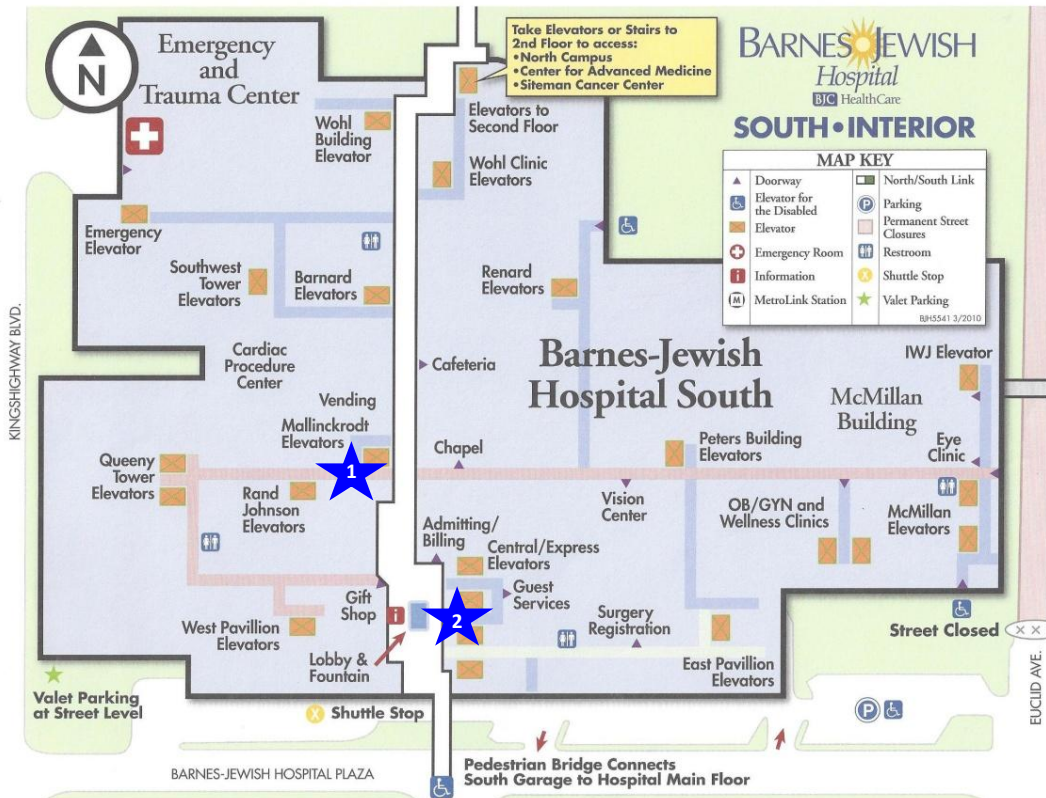 Take Elevators or Stairs to
2nd Floor to access:
•North Campus
•Center for Advanced Medicine
•Siteman Cancer Center
BARNES JEWISH
Hospital
BJC HealthCare
SOUTH•INTERIOR
MAP KEY
Doorway
Elevator for
the Disabled
Elevator
Emergency Room
i Information
M MetroLink Station
North/South Link
P Parking
Permanent Street
Closures
Restroom
X Shuttle Stop
Valet Parking
BJH5541 3/2010
N
Emergency
and
Trauma Center
Wohl
Building
Elevator
Elevators to
Second Floor
Wohl Clinic
Elevators
Emergency
Elevator
Southwest
Tower
Elevators
Barnard
Elevators
Renard
Elevators
KINGSHIGHWAY BLVD.
Cardiac
Procedure
Center
Cafeteria
Barnes-Jewish
Hospital South
IWJ Elevator
McMillan
Building
Vending
Mallinckrodt
Elevators
1
Chapel
Peters Building
Elevators
Eye
Clinic
Queeny
Tower
Elevators
Rand
Johnson
Elevators
Vision
Center
OB/GYN and
Wellness Clinics
McMillan
Elevators
Admitting/
Billing
Central/Express
Elevators
Guest
Services
Gift
Shop
i
2
Surgery
Registration
West Pavillion
Elevators
Lobby &
Fountain
East Pavillion
Elevators
Street Closed
X X
EUCLID AVE.
Valet Parking
at Street Level
X Shuttle Stop
P
BARNES-JEWISH HOSPITAL PLAZA
Pedestrian Bridge Connects
South Garage to Hospital Main Floor